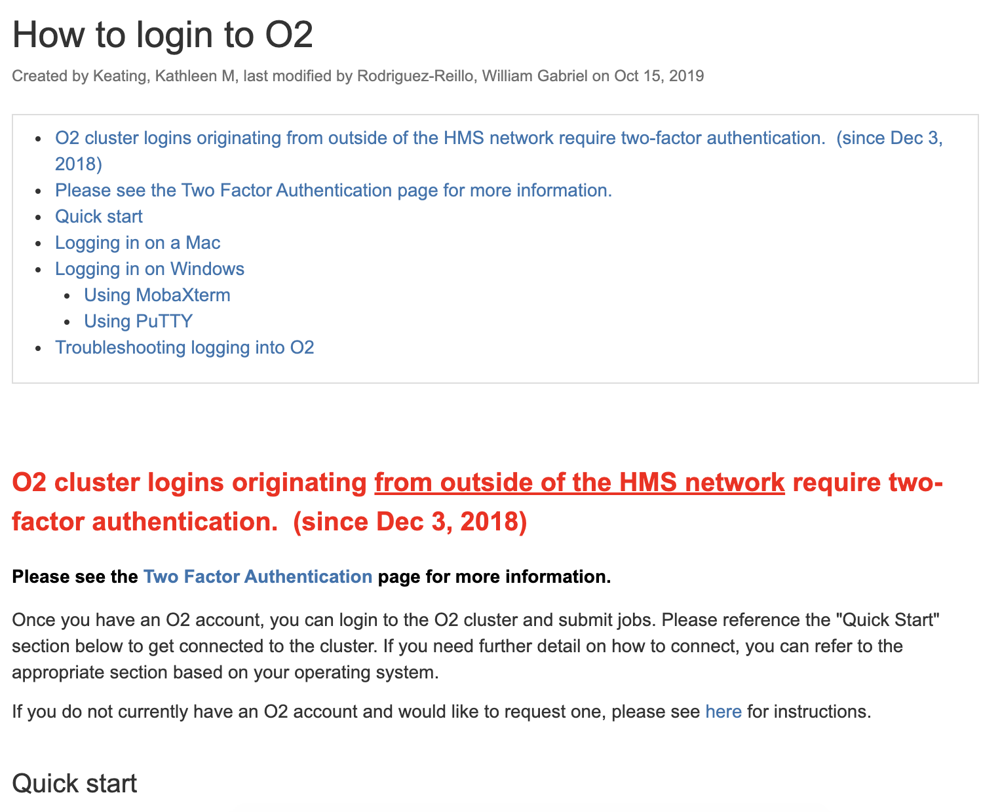 How to login to O2
Created by Keating, Kathleen M, last modified by Rodriguez-Reillo, William Gabriel on Oct 15, 2019
O2 cluster logins originating from outside of the HMS network require two-factor authentication.  (since Dec 3,
2018)
Please see the Two Factor Authentication page for more information.
Quick start
Logging in on a Mac
Logging in on Windows
Using MobaXterm
Using PuTTY
Troubleshooting logging into O2
O2 cluster logins originating from outside of the HMS network require two-
factor authentication.  (since Dec 3, 2018)
Please see the Two Factor Authentication page for more information.
Once you have an O2 account, you can login to the O2 cluster and submit jobs. Please reference the "Quick Start"
section below to get connected to the cluster. If you need further detail on how to connect, you can refer to the
appropriate section based on your operating system.
If you do not currently have an O2 account and would like to request one, please see here for instructions.
Quick start